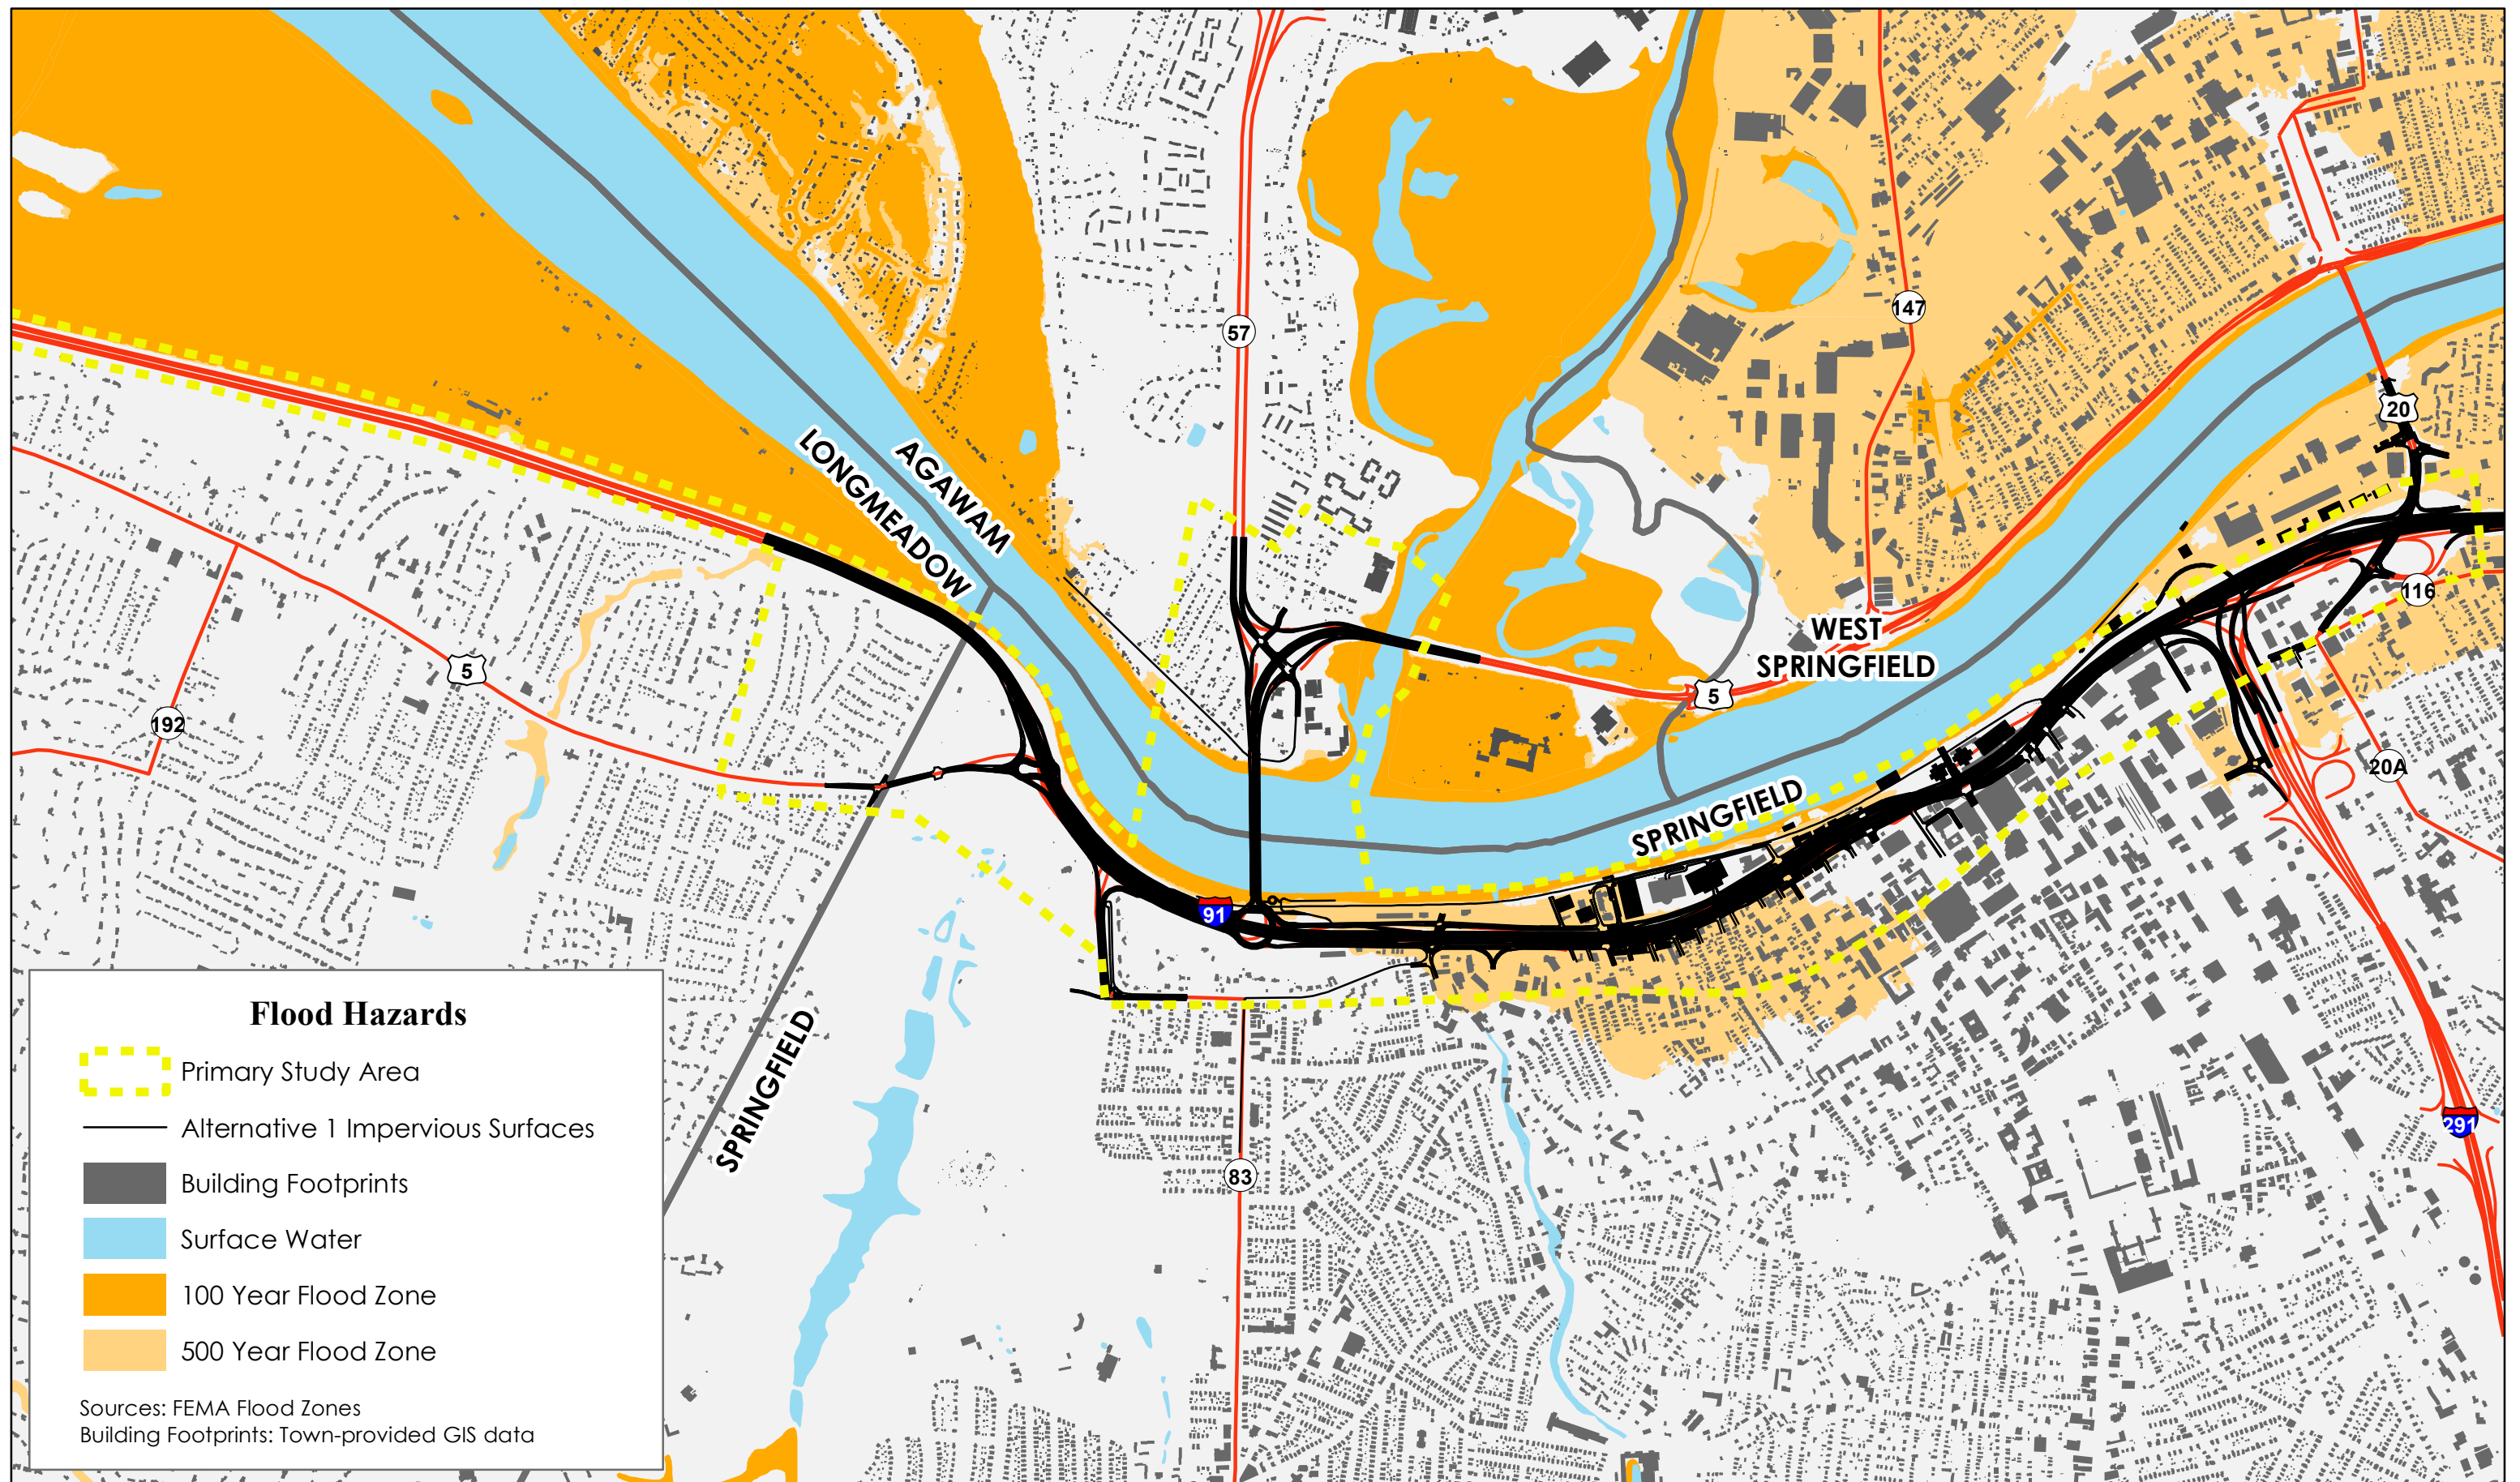 57
147
20
LONGMEADOW
AGAWAM
116
WEST
SPRINGFIELD
5
5
192
20A
SPRINGFIELD
91
SPRINGFIELD
83
291
Flood Hazards
Primary Study Area
Alternative 1 Impervious Surfaces
Building Footprints
Surface Water
100 Year Flood Zone
500 Year Flood Zone
Sources: FEMA Flood Zones
Building Footprints: Town-provided GIS data